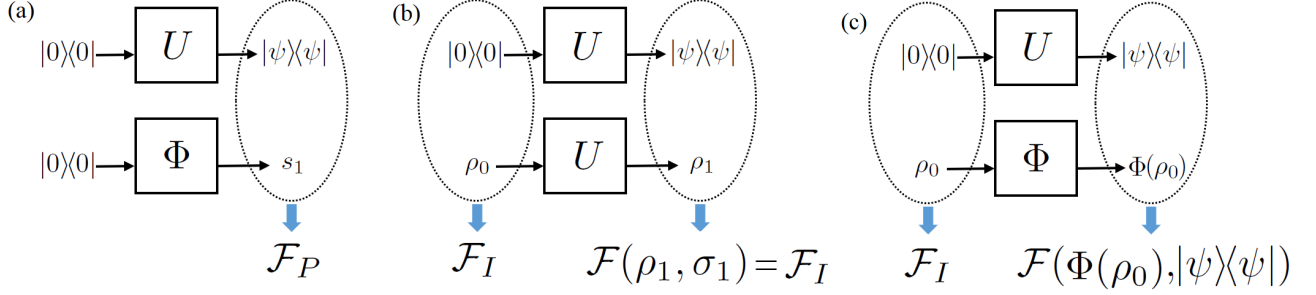 (a)
|0⟩⟨0| U |ψ⟩⟨ψ|
|0⟩⟨0| Φ s₁
ℱ_P
(b)
|0⟩⟨0| U |ψ⟩⟨ψ|
ρ₀ U ρ₁
ℱ_I ℱ(ρ₁,σ₁)=ℱ_I
(c)
|0⟩⟨0| U |ψ⟩⟨ψ|
ρ₀ Φ Φ(ρ₀)
ℱ_I ℱ(Φ(ρ₀),|ψ⟩⟨ψ|)